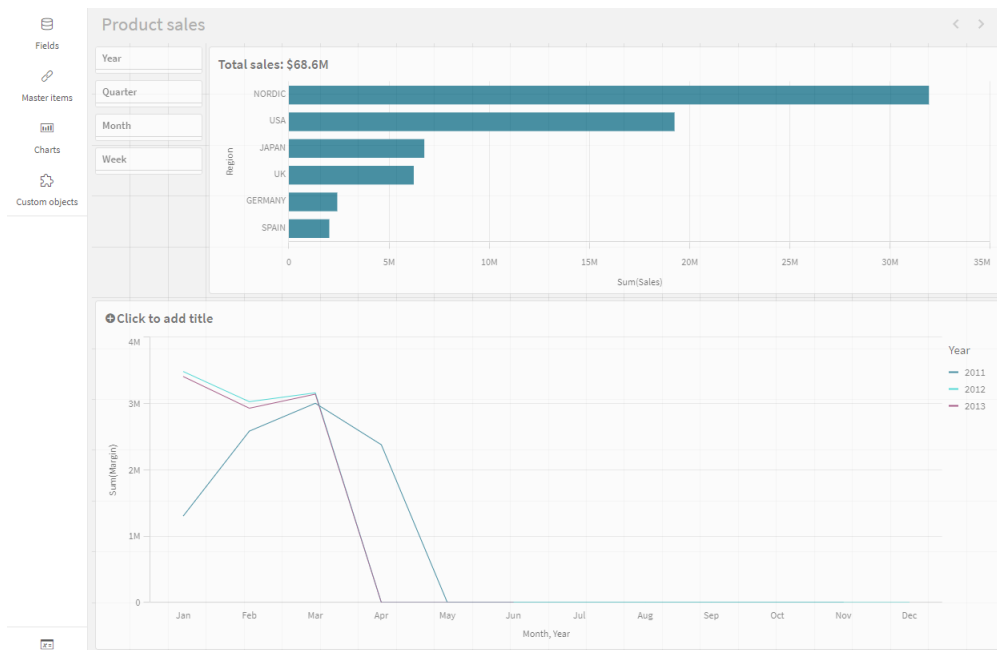 Product sales
Fields
Master items
Charts
Custom objects
Year
Quarter
Month
Week
Total sales: $68.6M
Region
NORDIC
USA
JAPAN
UK
GERMANY
SPAIN
0 5M 10M 15M 20M 25M 30M 35M
Sum(Sales)
Click to add title
Sum(Margin)
4M
3M
2M
1M
0
Jan Feb Mar Apr May Jun Jul Aug Sep Oct Nov Dec
Month, Year
Year
2011
2012
2013